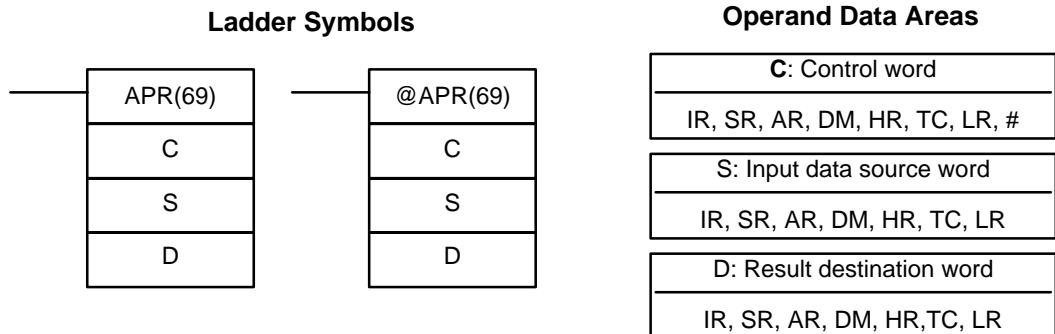 Ladder Symbols
APR(69)
C
S
D
@APR(69)
C
S
D
Operand Data Areas
C: Control word
IR, SR, AR, DM, HR, TC, LR, #
S: Input data source word
IR, SR, AR, DM, HR, TC, LR
D: Result destination word
IR, SR, AR, DM, HR,TC, LR